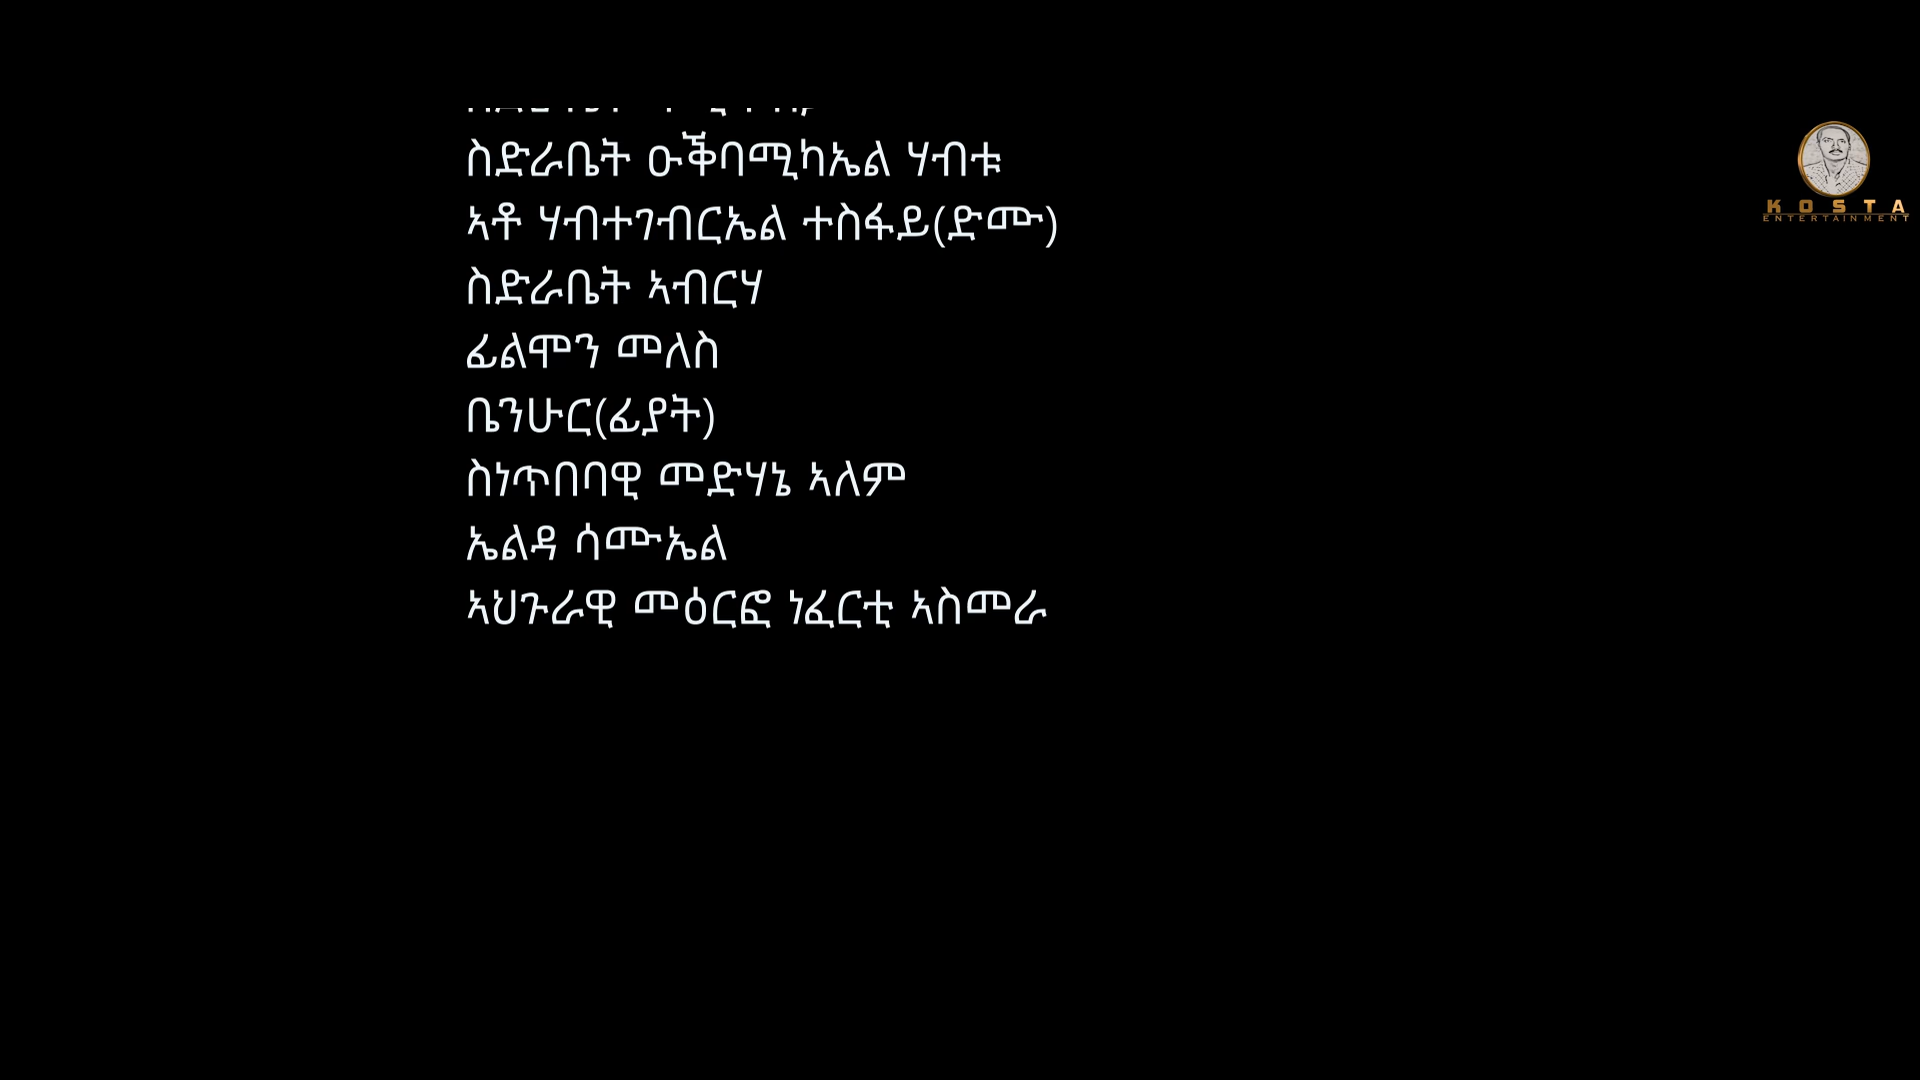 ስድራቤት ዑቕባሚካኤል ሃብቱ
ኣቶ ሃብተገብርኤል ተስፋይ(ድሙ)
ስድራቤት ኣብርሃ
ፊልሞን መለስ
ቤንሁር(ፊያት)
ስነጥበባዊ መድሃኔ ኣለም
ኤልዳ ሳሙኤል
ኣህጉራዊ መዕርፎ ነፈርቲ ኣስመራ
KOSTA
ENTERTAINMENT